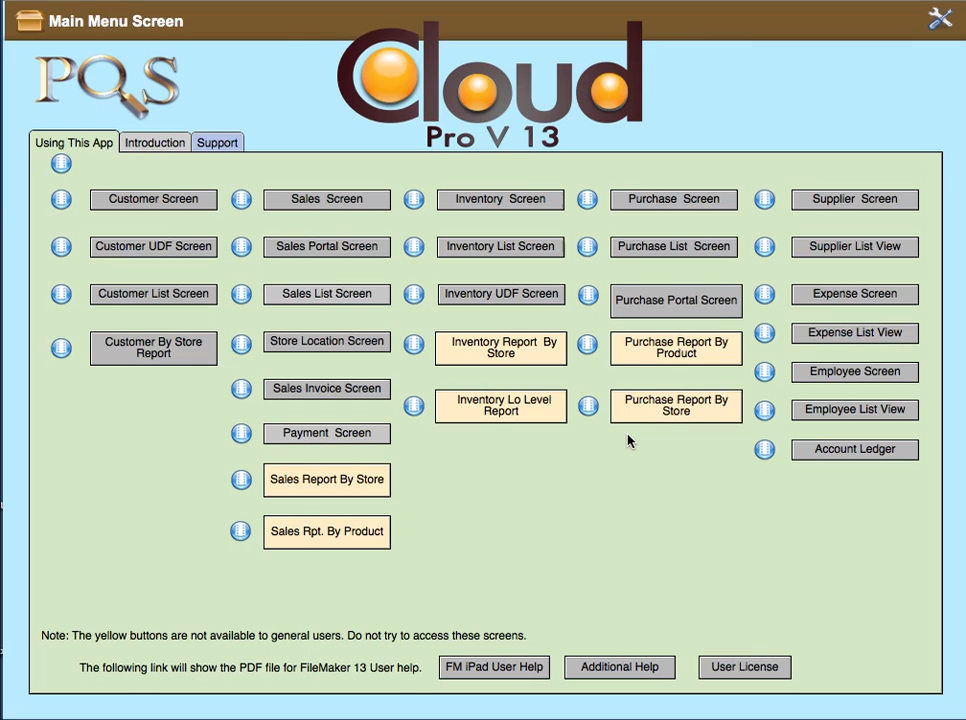 Main Menu Screen
PQS
Cloud
Pro V 13
Using This App
Introduction
Support
Customer Screen
Sales Screen
Inventory Screen
Purchase Screen
Supplier Screen
Customer UDF Screen
Sales Portal Screen
Inventory List Screen
Purchase List Screen
Supplier List View
Customer List Screen
Sales List Screen
Inventory UDF Screen
Purchase Portal Screen
Expense Screen
Customer By Store
Report
Store Location Screen
Inventory Report By
Store
Purchase Report By
Product
Expense List View
Employee Screen
Sales Invoice Screen
Inventory Lo Level
Report
Purchase Report By
Store
Employee List View
Payment Screen
Account Ledger
Sales Report By Store
Sales Rpt. By Product
Note: The yellow buttons are not available to general users. Do not try to access these screens.
The following link will show the PDF file for FileMaker 13 User help.
FM iPad User Help
Additional Help
User License